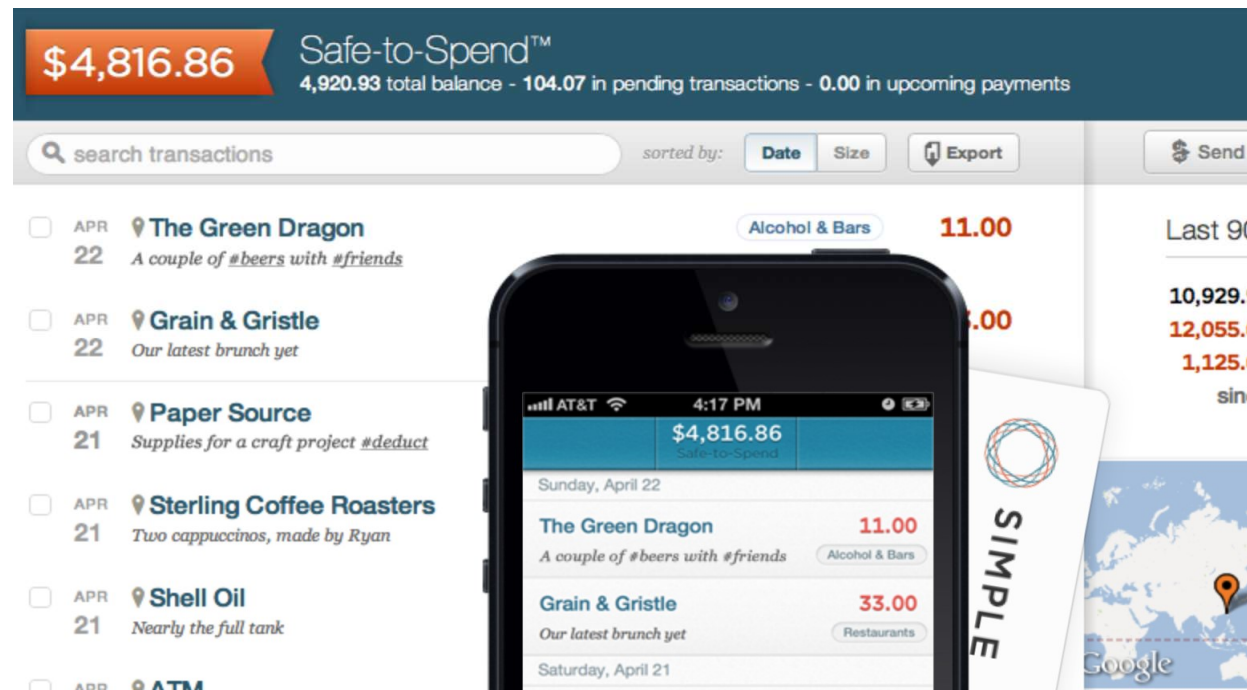 $4,816.86
Safe-to-Spend™
4,920.93 total balance - 104.07 in pending transactions - 0.00 in upcoming payments
search transactions
sorted by:
Date
Size
Export
Send
APR
22
The Green Dragon
A couple of #beers with #friends
Alcohol & Bars
11.00
APR
22
Grain & Gristle
Our latest brunch yet
.00
APR
21
Paper Source
Supplies for a craft project #deduct
APR
21
Sterling Coffee Roasters
Two cappuccinos, made by Ryan
APR
21
Shell Oil
Nearly the full tank
APR
ATM
AT&T
4:17 PM
$4,816.86
Safe-to-Spend
Sunday, April 22
The Green Dragon
11.00
A couple of #beers with #friends
Alcohol & Bars
Grain & Gristle
33.00
Our latest brunch yet
Restaurants
Saturday, April 21
SIMPLE
Last 90
10,929.
12,055.
1,125.
Google